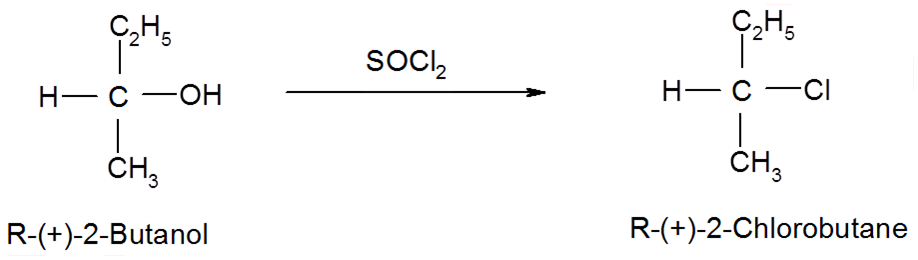 C2H5
H—C—OH
CH3
R-(+)-2-Butanol
SOCl2
C2H5
H—C—Cl
CH3
R-(+)-2-Chlorobutane